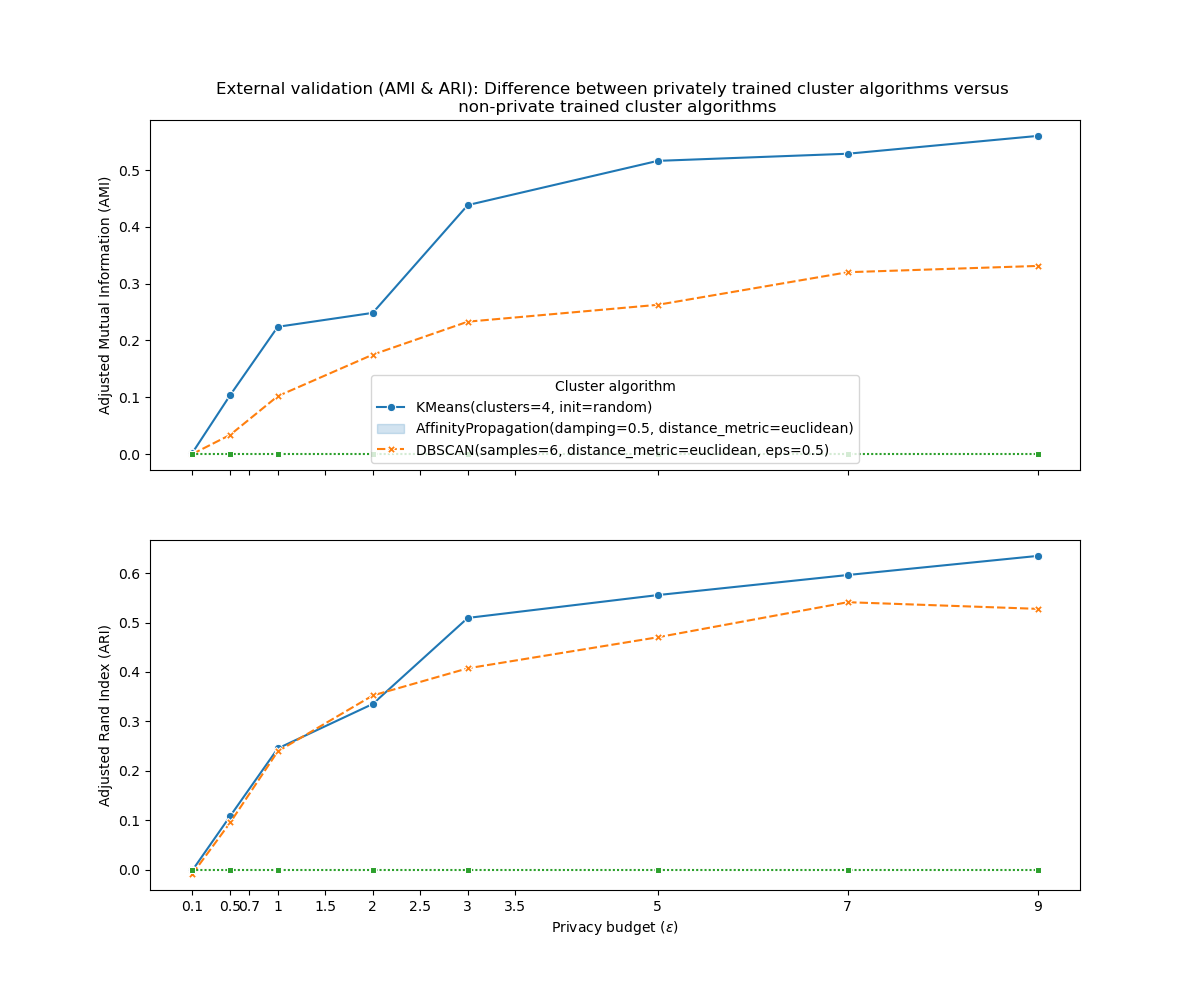 External validation (AMI & ARI): Difference between privately trained cluster algorithms versus
non-private trained cluster algorithms
Adjusted Mutual Information (AMI)
0.5
0.4
0.3
0.2
0.1
0.0
Cluster algorithm
KMeans(clusters=4, init=random)
AffinityPropagation(damping=0.5, distance_metric=euclidean)
DBSCAN(samples=6, distance_metric=euclidean, eps=0.5)
Adjusted Rand Index (ARI)
0.6
0.5
0.4
0.3
0.2
0.1
0.0
0.1 0.5 0.7 1 1.5 2 2.5 3 3.5 5 7 9
Privacy budget (ε)